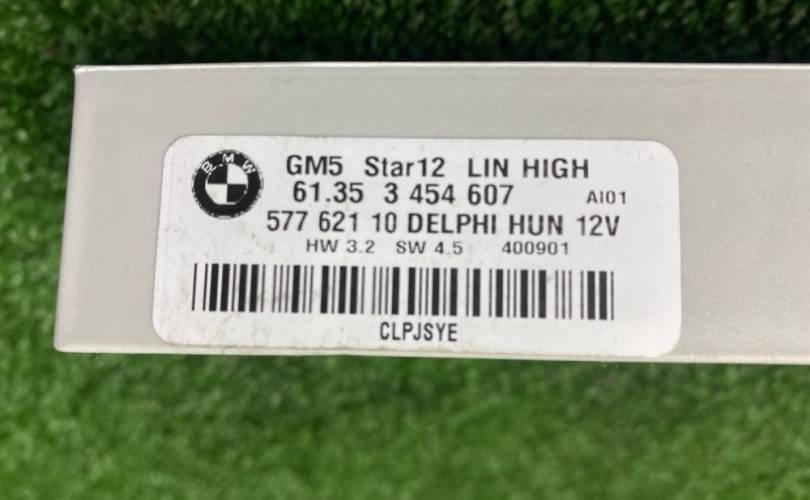 BMW
GM5 Star12 LIN HIGH
61.35 3 454 607 AI01
577 621 10 DELPHI HUN 12V
HW 3.2 SW 4.5 400901
CLPJSYE